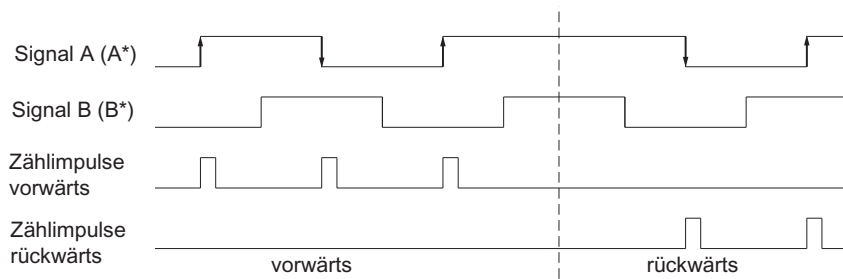 Signal A (A*)
Signal B (B*)
Zählimpulse
vorwärts
Zählimpulse
rückwärts
vorwärts
rückwärts